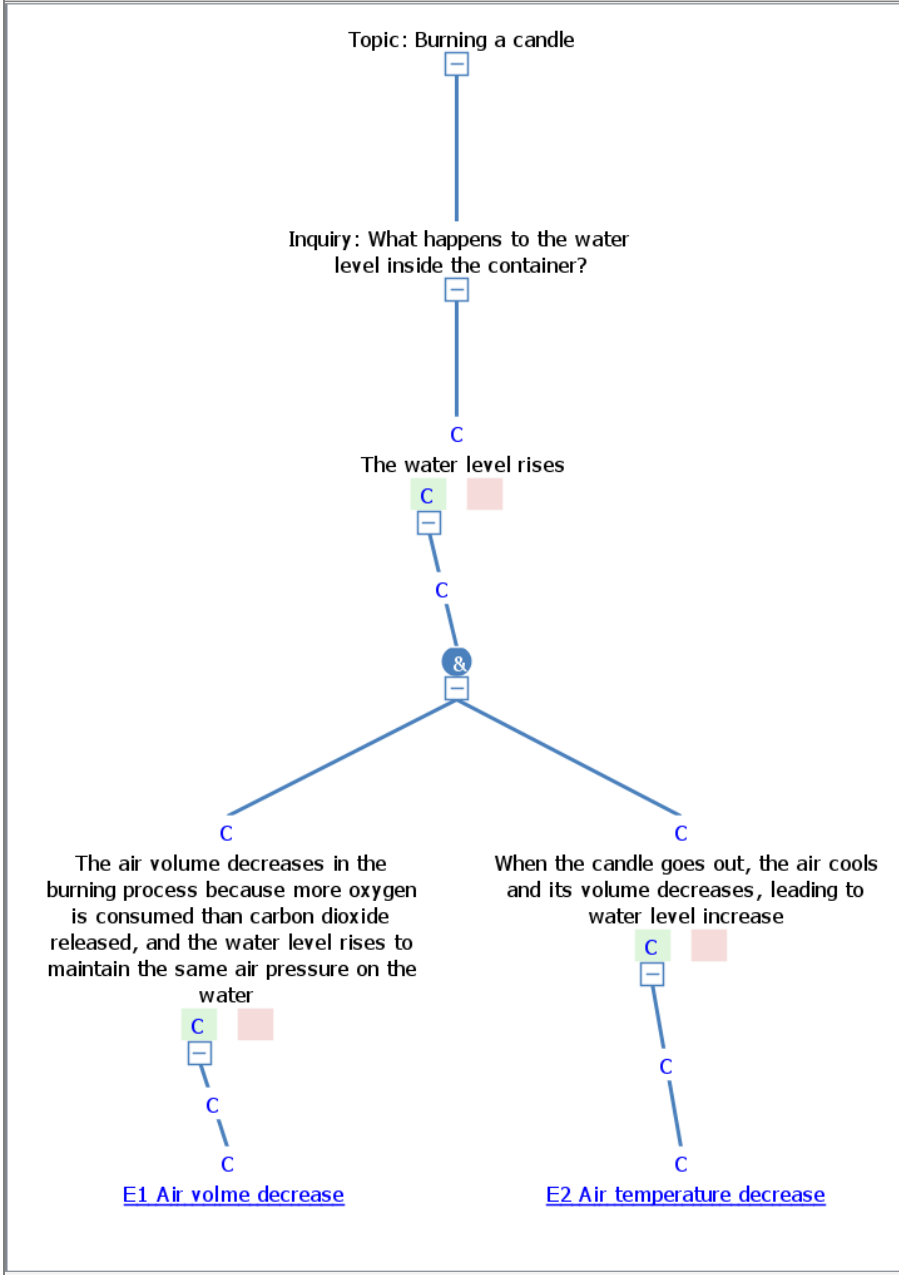 Topic: Burning a candle
Inquiry: What happens to the water
level inside the container?
C
The water level rises
C
C
&
C
The air volume decreases in the
burning process because more oxygen
is consumed than carbon dioxide
released, and the water level rises to
maintain the same air pressure on the
water
C
C
C
E1 Air volme decrease
C
When the candle goes out, the air cools
and its volume decreases, leading to
water level increase
C
C
C
E2 Air temperature decrease